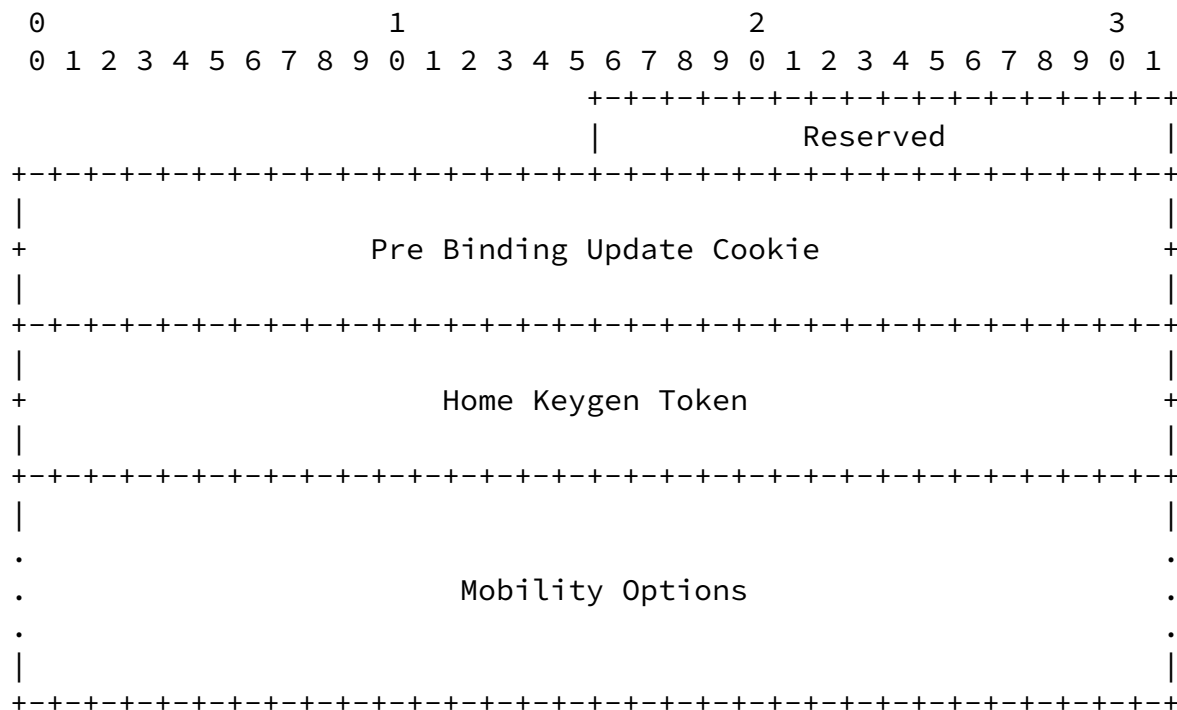 0                   1                   2                   3
0 1 2 3 4 5 6 7 8 9 0 1 2 3 4 5 6 7 8 9 0 1 2 3 4 5 6 7 8 9 0 1
+-+-+-+-+-+-+-+-+-+-+-+-+-+-+-+-+
|           Reserved            |
+-+-+-+-+-+-+-+-+-+-+-+-+-+-+-+-+-+-+-+-+-+-+-+-+-+-+-+-+-+-+-+-+
|                                                               |
+                   Pre Binding Update Cookie                   +
|                                                               |
+-+-+-+-+-+-+-+-+-+-+-+-+-+-+-+-+-+-+-+-+-+-+-+-+-+-+-+-+-+-+-+-+
|                                                               |
+                       Home Keygen Token                       +
|                                                               |
+-+-+-+-+-+-+-+-+-+-+-+-+-+-+-+-+-+-+-+-+-+-+-+-+-+-+-+-+-+-+-+-+
|                                                               |
.                                                               .
.                        Mobility Options                       .
.                                                               .
|                                                               |
+-+-+-+-+-+-+-+-+-+-+-+-+-+-+-+-+-+-+-+-+-+-+-+-+-+-+-+-+-+-+-+-+